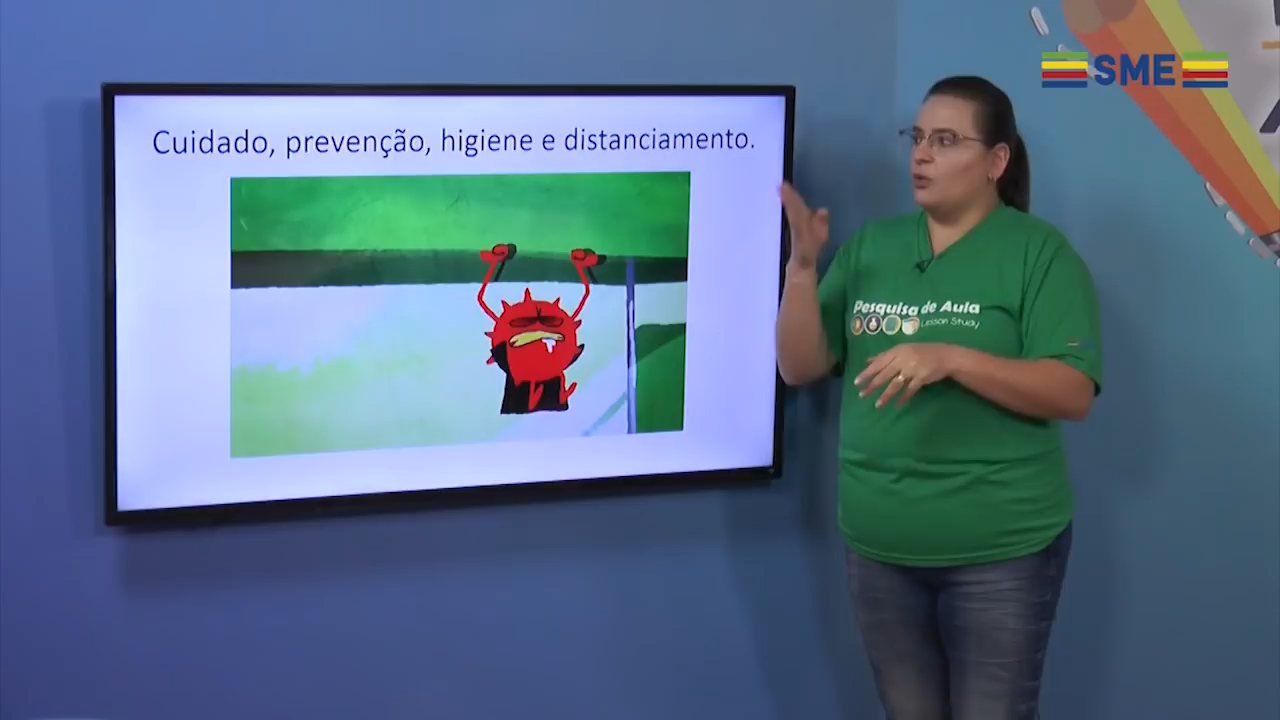 SME
Cuidado, prevenção, higiene e distanciamento.
Pesquisa de Aula
Lesson Study